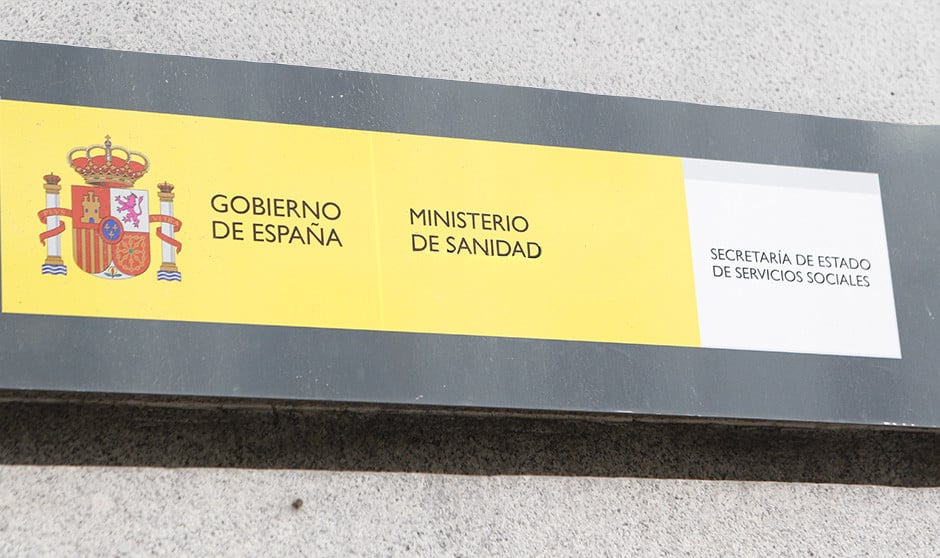 GOBIERNO
DE ESPAÑA
MINISTERIO
DE SANIDAD
SECRETARÍA DE ESTADO
DE SERVICIOS SOCIALES